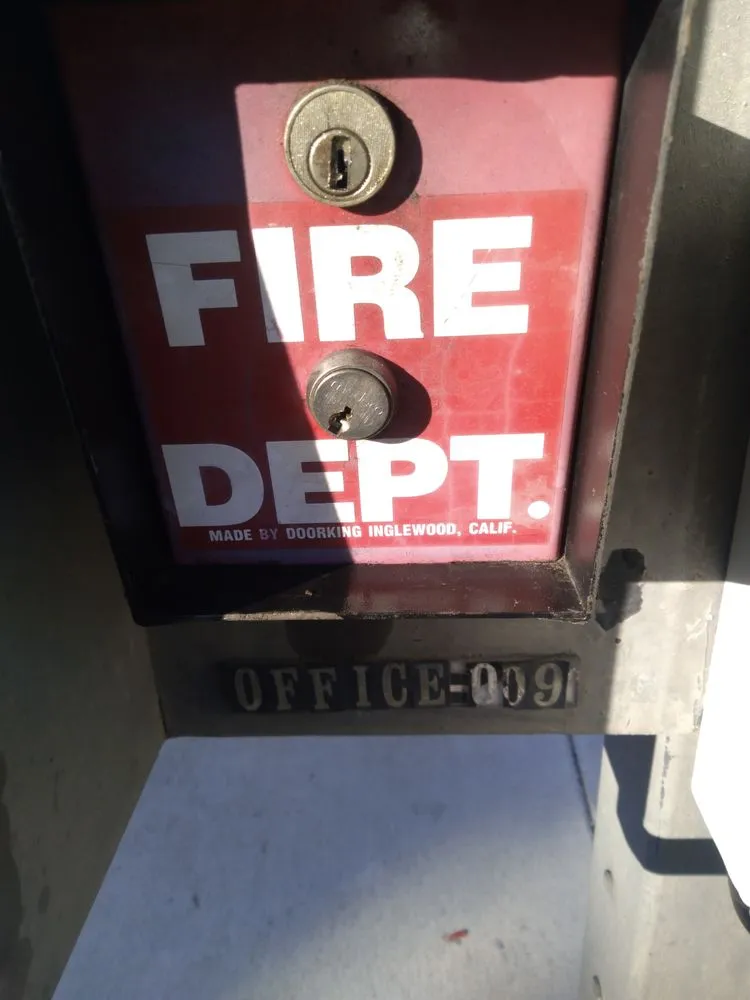 FIRE
DEPT.
MADE BY DOORKING INGLEWOOD, CALIF.
OFFICE=009